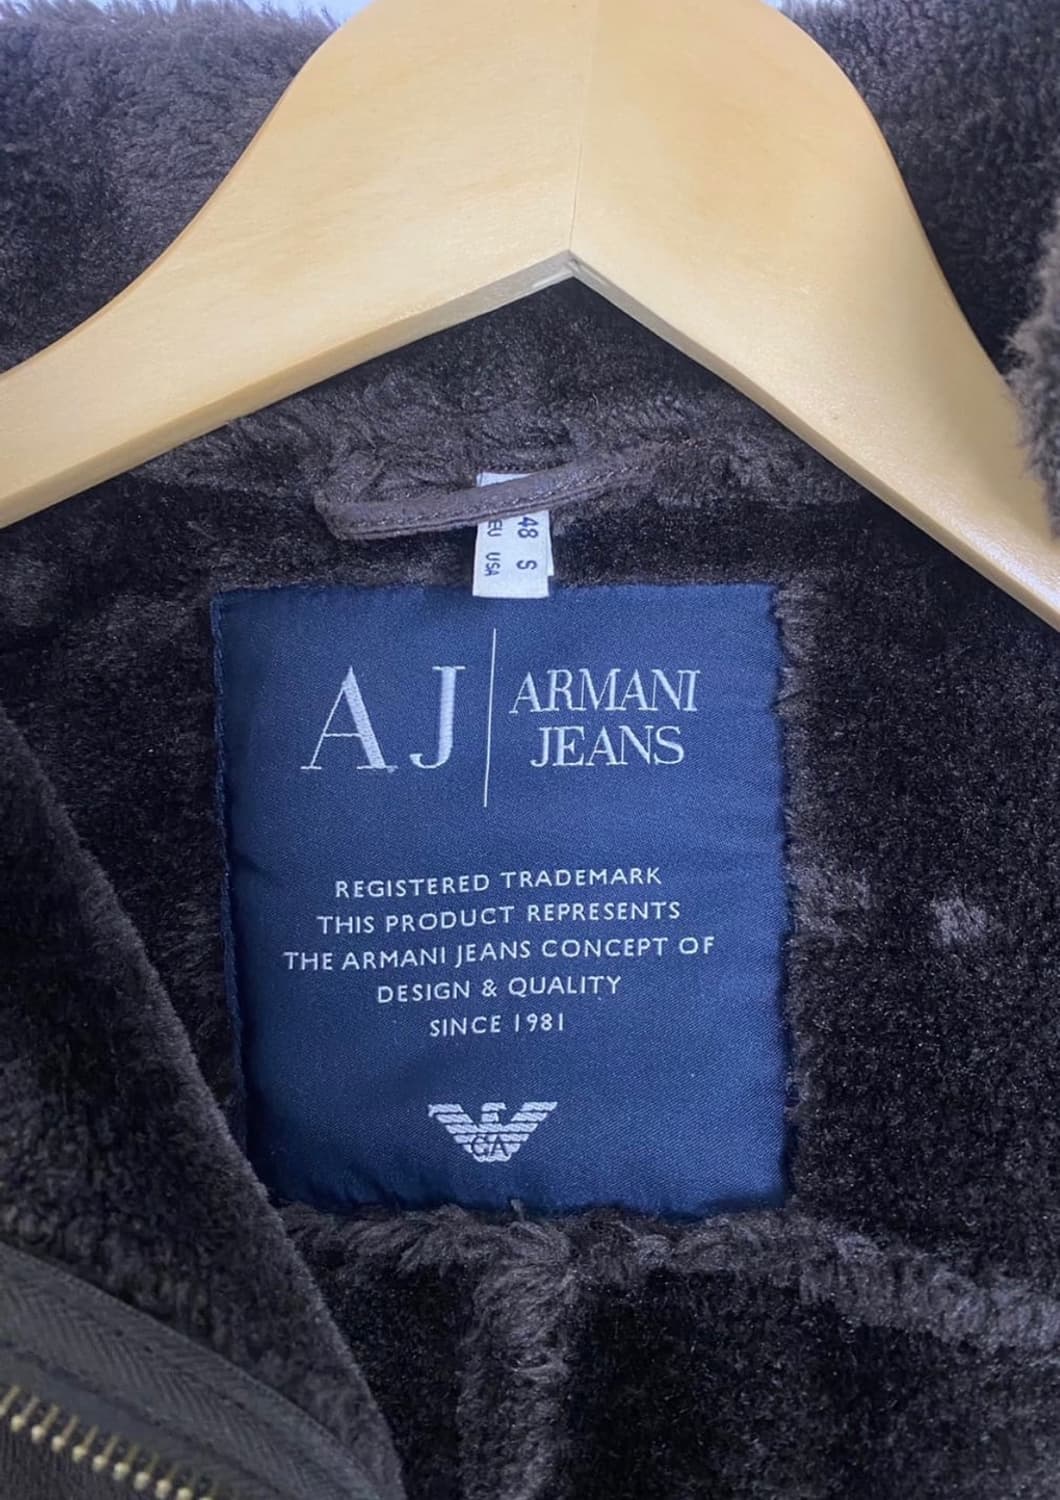 48 S
EU USA
AJ
ARMANI
JEANS
REGISTERED TRADEMARK
THIS PRODUCT REPRESENTS
THE ARMANI JEANS CONCEPT OF
DESIGN & QUALITY
SINCE 1981
GA